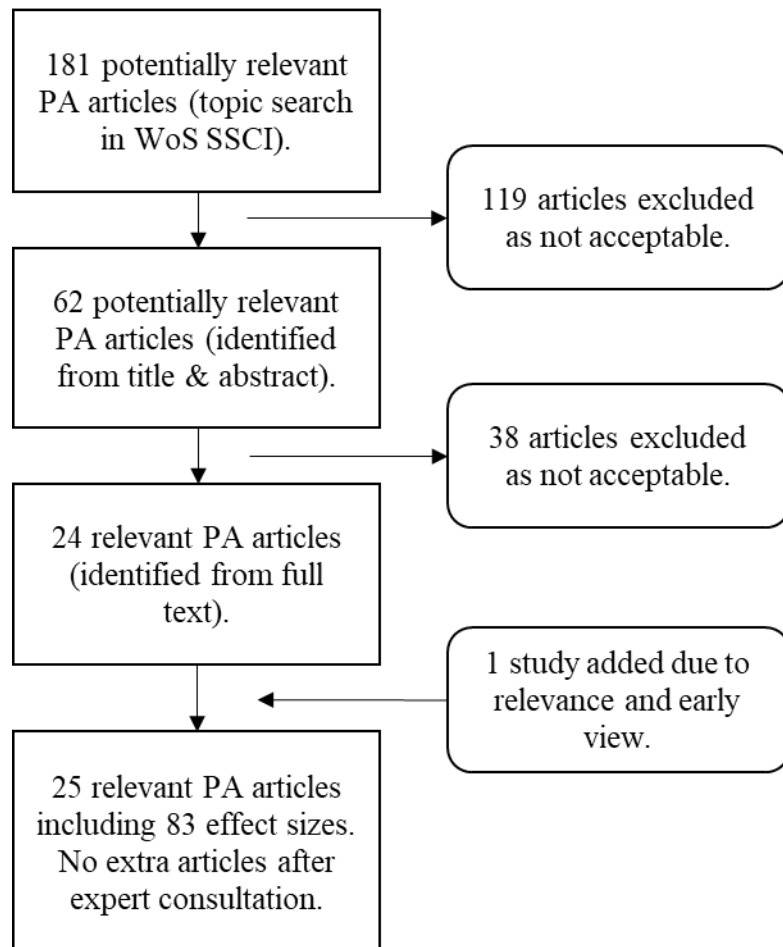 181 potentially relevant
PA articles (topic search
in WoS SSCI).
119 articles excluded
as not acceptable.
62 potentially relevant
PA articles (identified
from title & abstract).
38 articles excluded
as not acceptable.
24 relevant PA articles
(identified from full
text).
1 study added due to
relevance and early
view.
25 relevant PA articles
including 83 effect sizes.
No extra articles after
expert consultation.